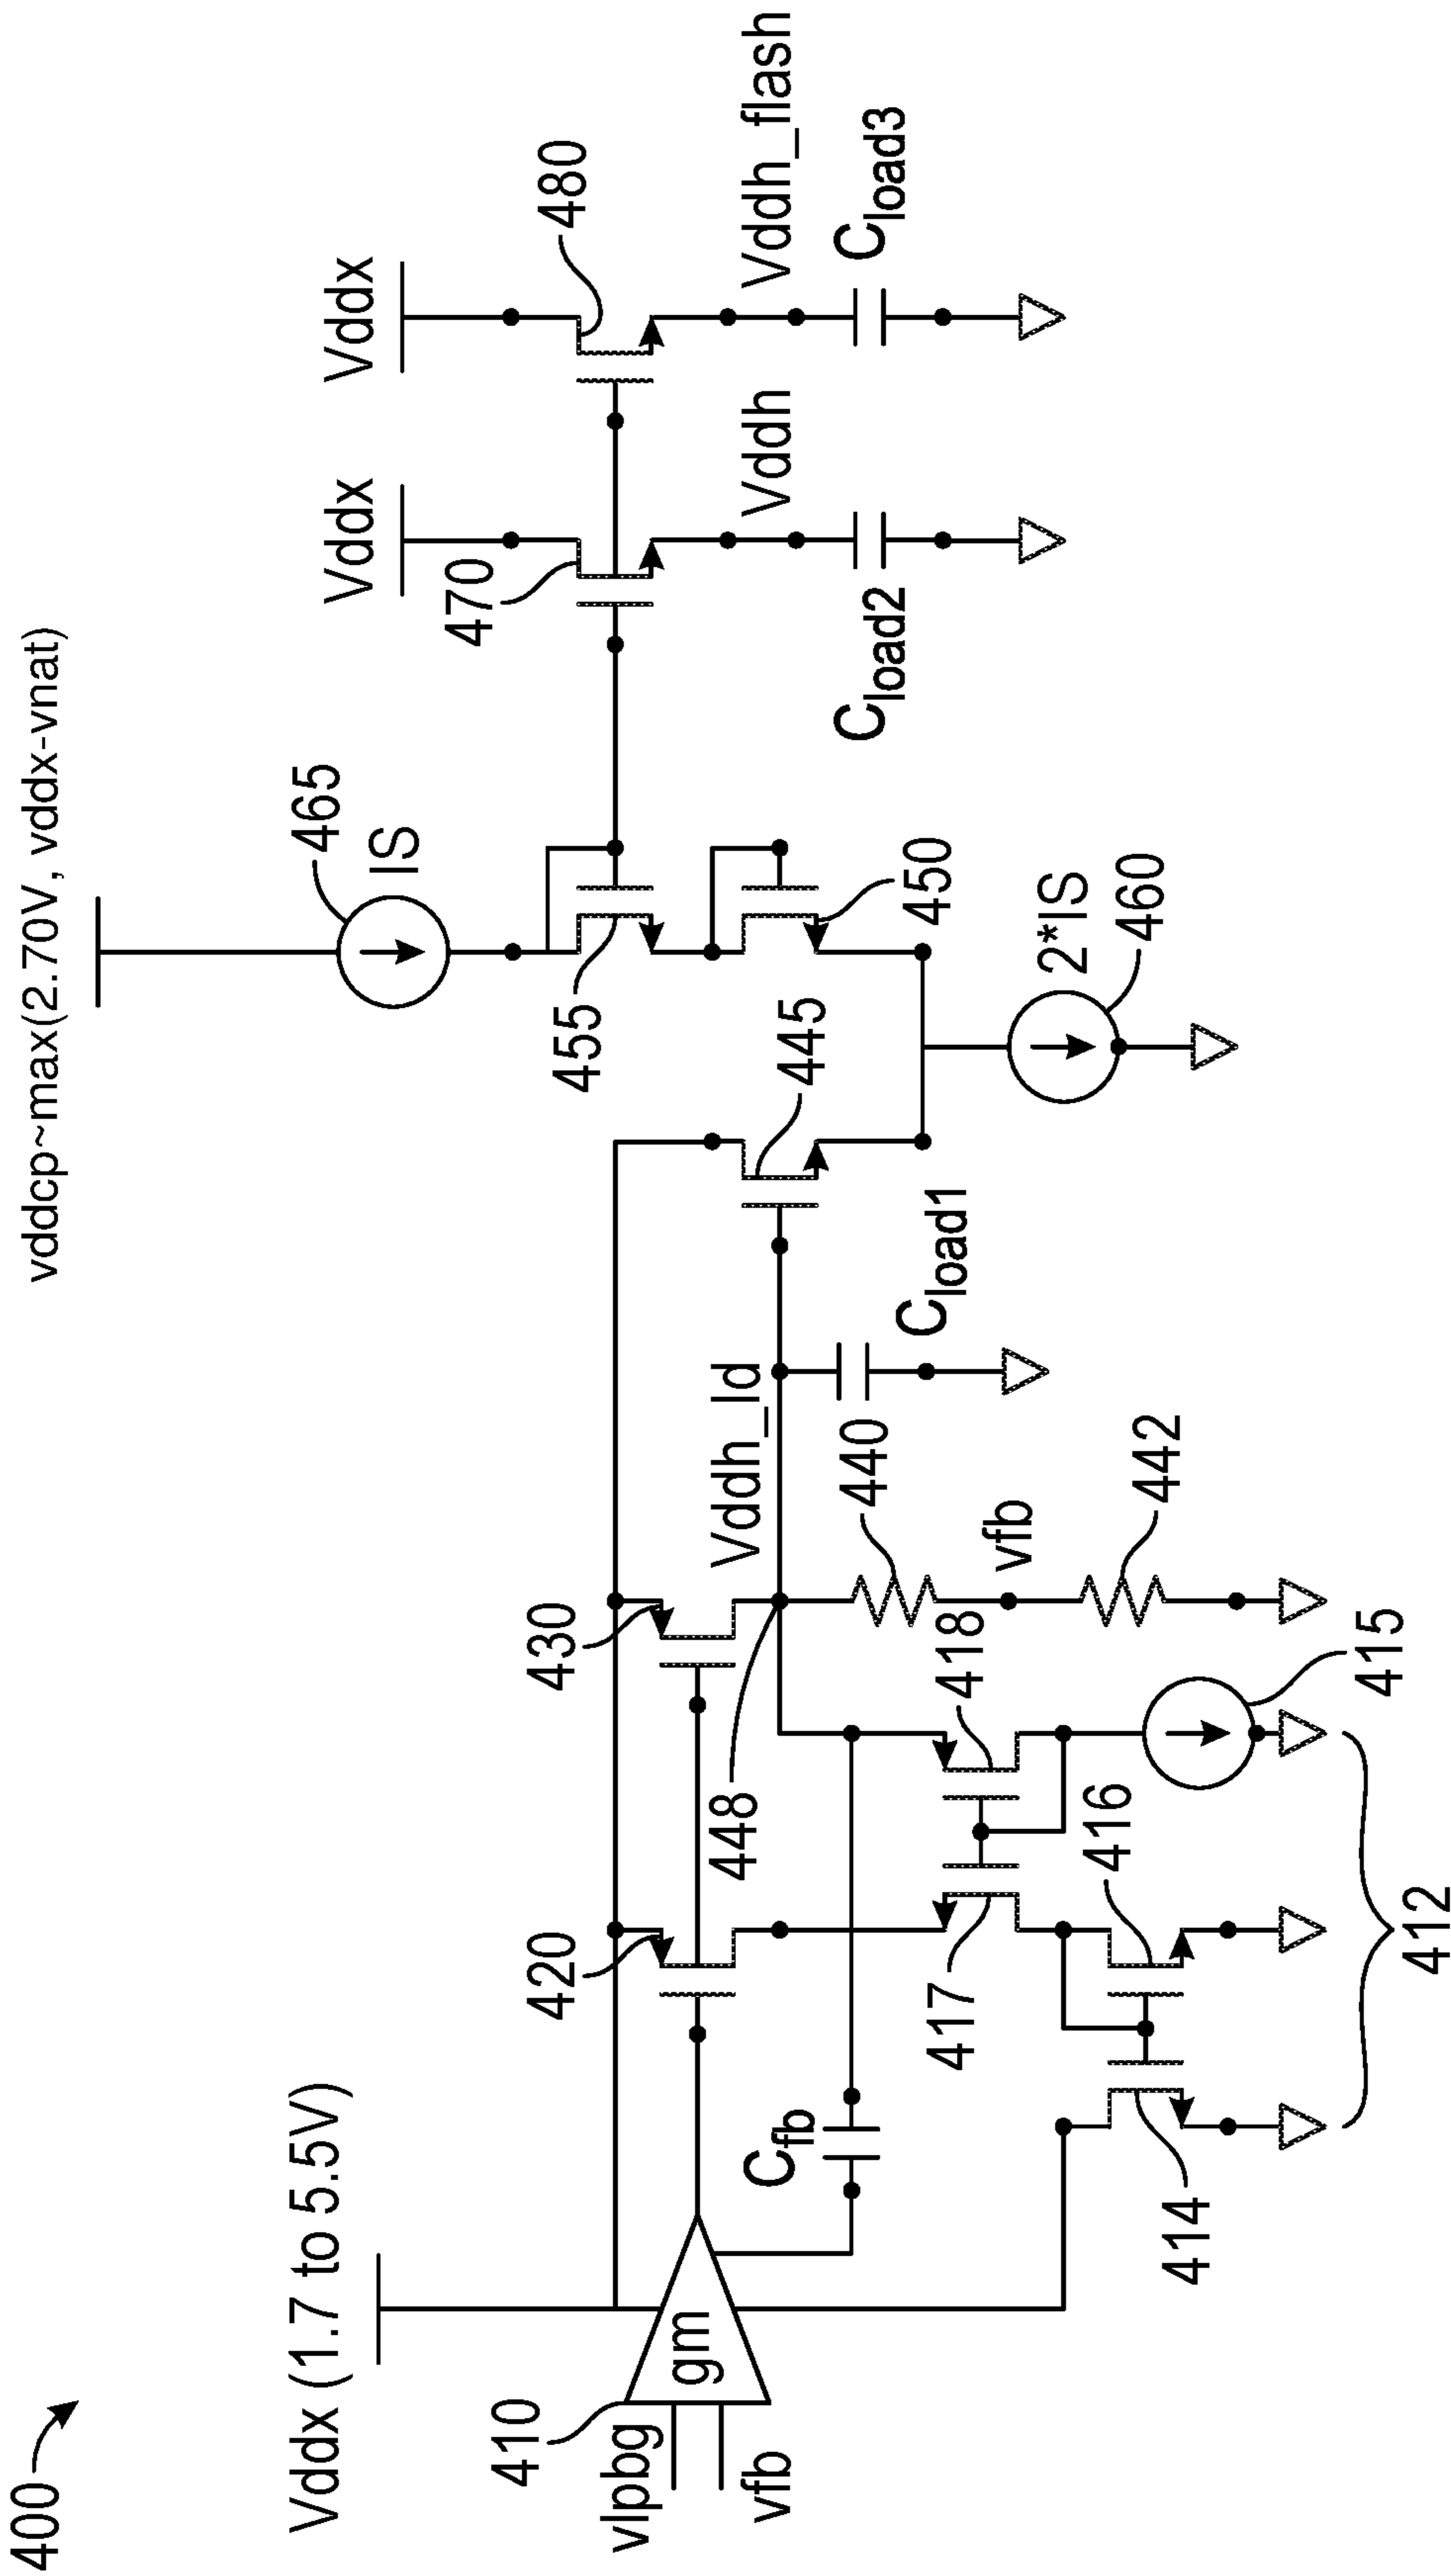 400
Vddx (1.7 to 5.5V)
vddcp~max(2.70V, vddx-vnat)
410
vlpbg
vfb
gm
Cfb
420
430
448
Vddh_ld
417
418
416
414
415
412
440
vfb
442
Cload1
445
455
450
465
IS
2*IS
460
Vddx
470
Vddh
Cload2
Vddx
480
Vddh_flash
Cload3